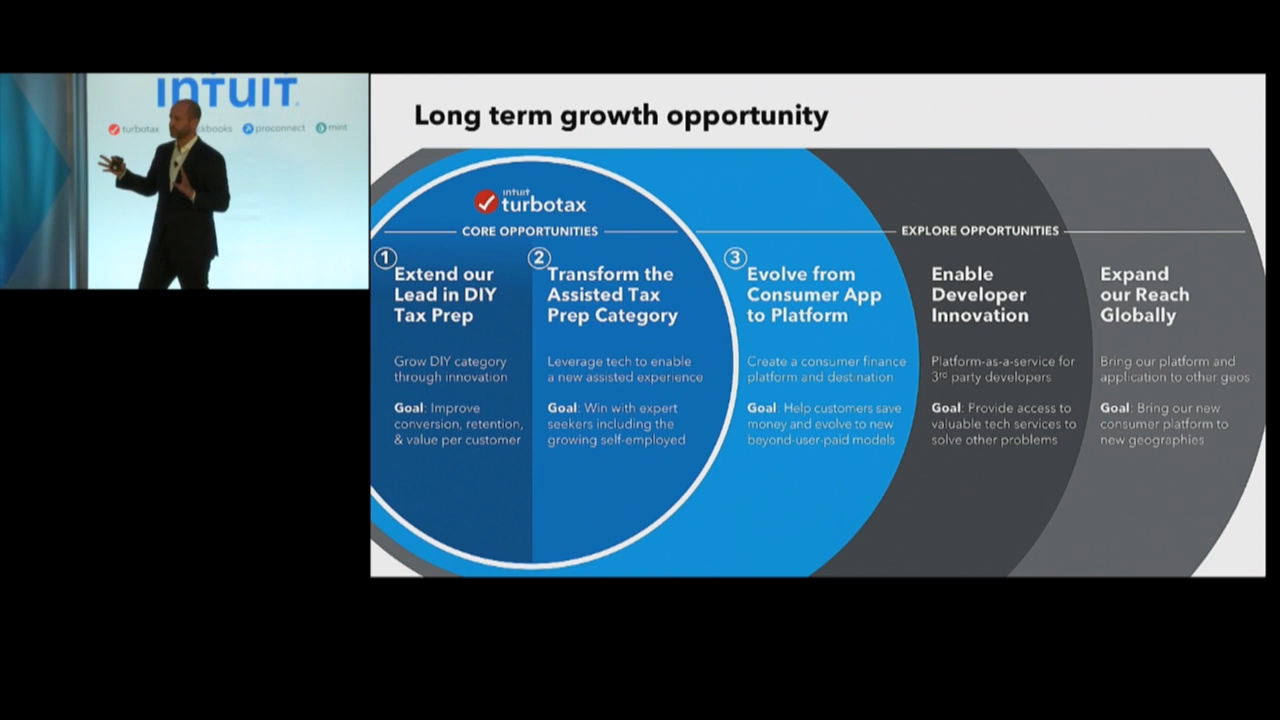 ιητυιτ.
turbotax
ckbooks
proconnect
mint
Long term growth opportunity
intuit
turbotax
CORE OPPORTUNITIES
EXPLORE OPPORTUNITIES
1
Extend our
Lead in DIY
Tax Prep
Grow DIY category
through innovation
Goal: Improve
conversion, retention,
& value per customer
2
Transform the
Assisted Tax
Prep Category
Leverage tech to enable
a new assisted experience
Goal: Win with expert
seekers including the
growing self-employed
3
Evolve from
Consumer App
to Platform
Create a consumer finance
platform and destination
Goal: Help customers save
money and evolve to new
beyond-user-paid models
Enable
Developer
Innovation
Platform-as-a-service for
3rd party developers
Goal: Provide access to
valuable tech services to
solve other problems
Expand
our Reach
Globally
Bring our platform and
application to other geos
Goal: Bring our new
consumer platform to
new geographies